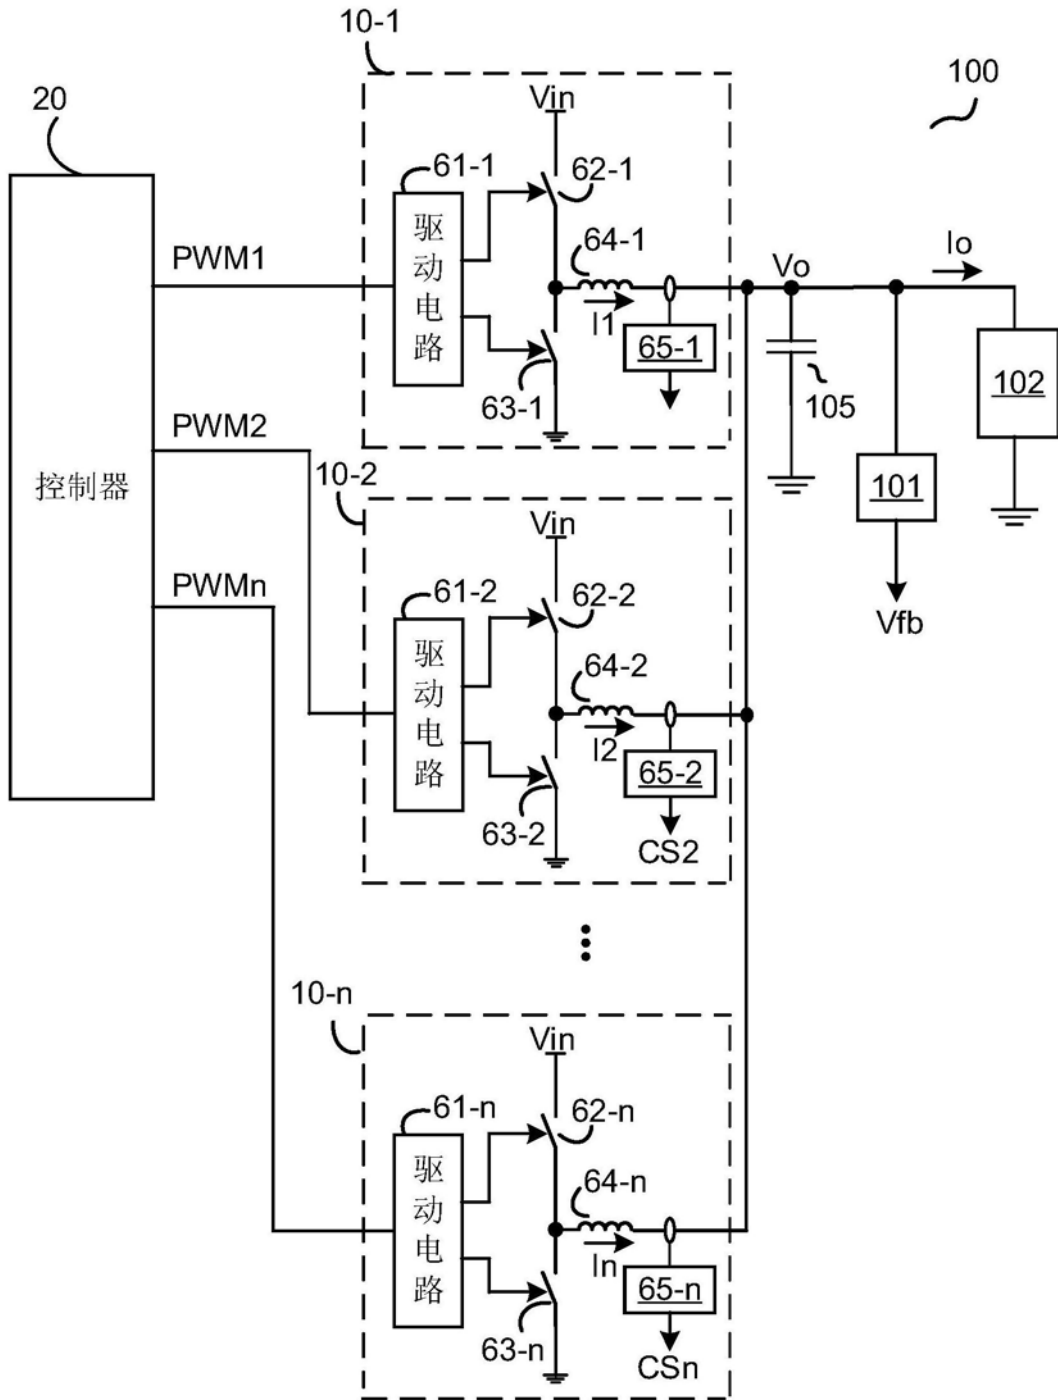 10-1
100
20
Vin
61-1
62-1
驱动电路
64-1
PWM1
Vo
Io
I1
65-1
102
105
63-1
PWM2
控制器
10-2
101
Vin
Vfb
PWMn
61-2
62-2
驱动电路
64-2
I2
65-2
63-2
CS2
10-n
Vin
61-n
62-n
驱动电路
64-n
In
65-n
63-n
CSn